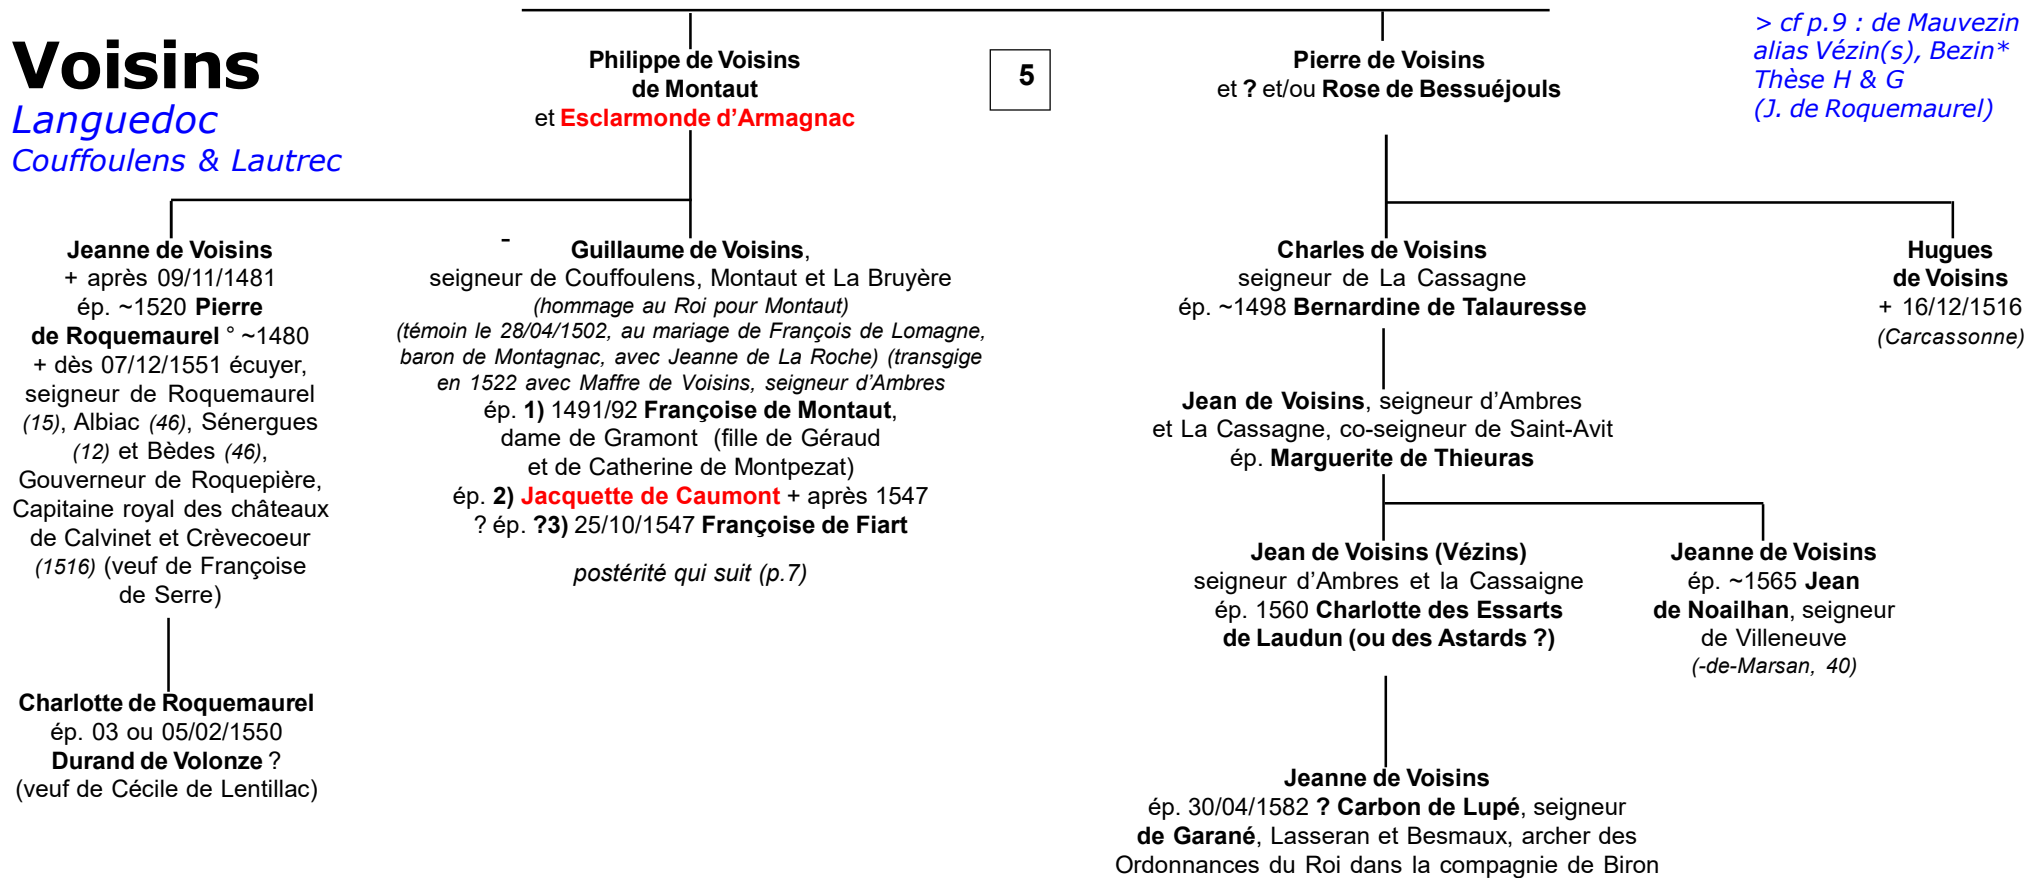 Voisins
Languedoc
Couffoulens & Lautrec
Philippe de Voisins
de Montaut
et Esclarmonde d'Armagnac
5
Pierre de Voisins
et ? et/ou Rose de Bessuéjouls
> cf p.9 : de Mauvezin
alias Vézin(s), Bezin*
Thèse H & G
(J. de Roquemaurel)
Jeanne de Voisins
+ après 09/11/1481
ép. ~1520 Pierre
de Roquemaurel ° ~1480
+ dès 07/12/1551 écuyer,
seigneur de Roquemaurel
(15), Albiac (46), Sénergues
(12) et Bèdes (46),
Gouverneur de Roquepière,
Capitaine royal des châteaux
de Calvinet et Crèvecoeur
(1516) (veuf de Françoise
de Serre)
Charlotte de Roquemaurel
ép. 03 ou 05/02/1550
Durand de Volonze ?
(veuf de Cécile de Lentillac)
-
Guillaume de Voisins,
seigneur de Couffoulens, Montaut et La Bruyère
(hommage au Roi pour Montaut)
(témoin le 28/04/1502, au mariage de François de Lomagne,
baron de Montagnac, avec Jeanne de La Roche) (transgige
en 1522 avec Maffre de Voisins, seigneur d'Ambres
ép. 1) 1491/92 Françoise de Montaut,
dame de Gramont (fille de Géraud
et de Catherine de Montpezat)
ép. 2) Jacquette de Caumont + après 1547
? ép. ?3) 25/10/1547 Françoise de Fiart
postérité qui suit (p.7)
Charles de Voisins
seigneur de La Cassagne
ép. ~1498 Bernardine de Talauresse
Hugues
de Voisins
+ 16/12/1516
(Carcassonne)
Jean de Voisins, seigneur d'Ambres
et La Cassagne, co-seigneur de Saint-Avit
ép. Marguerite de Thieuras
Jean de Voisins (Vézins)
seigneur d'Ambres et la Cassaigne
ép. 1560 Charlotte des Essarts
de Laudun (ou des Astards ?)
Jeanne de Voisins
ép. ~1565 Jean
de Noailhan, seigneur
de Villeneuve
(-de-Marsan, 40)
Jeanne de Voisins
ép. 30/04/1582 ? Carbon de Lupé, seigneur
de Garané, Lasseran et Besmaux, archer des
Ordonnances du Roi dans la compagnie de Biron